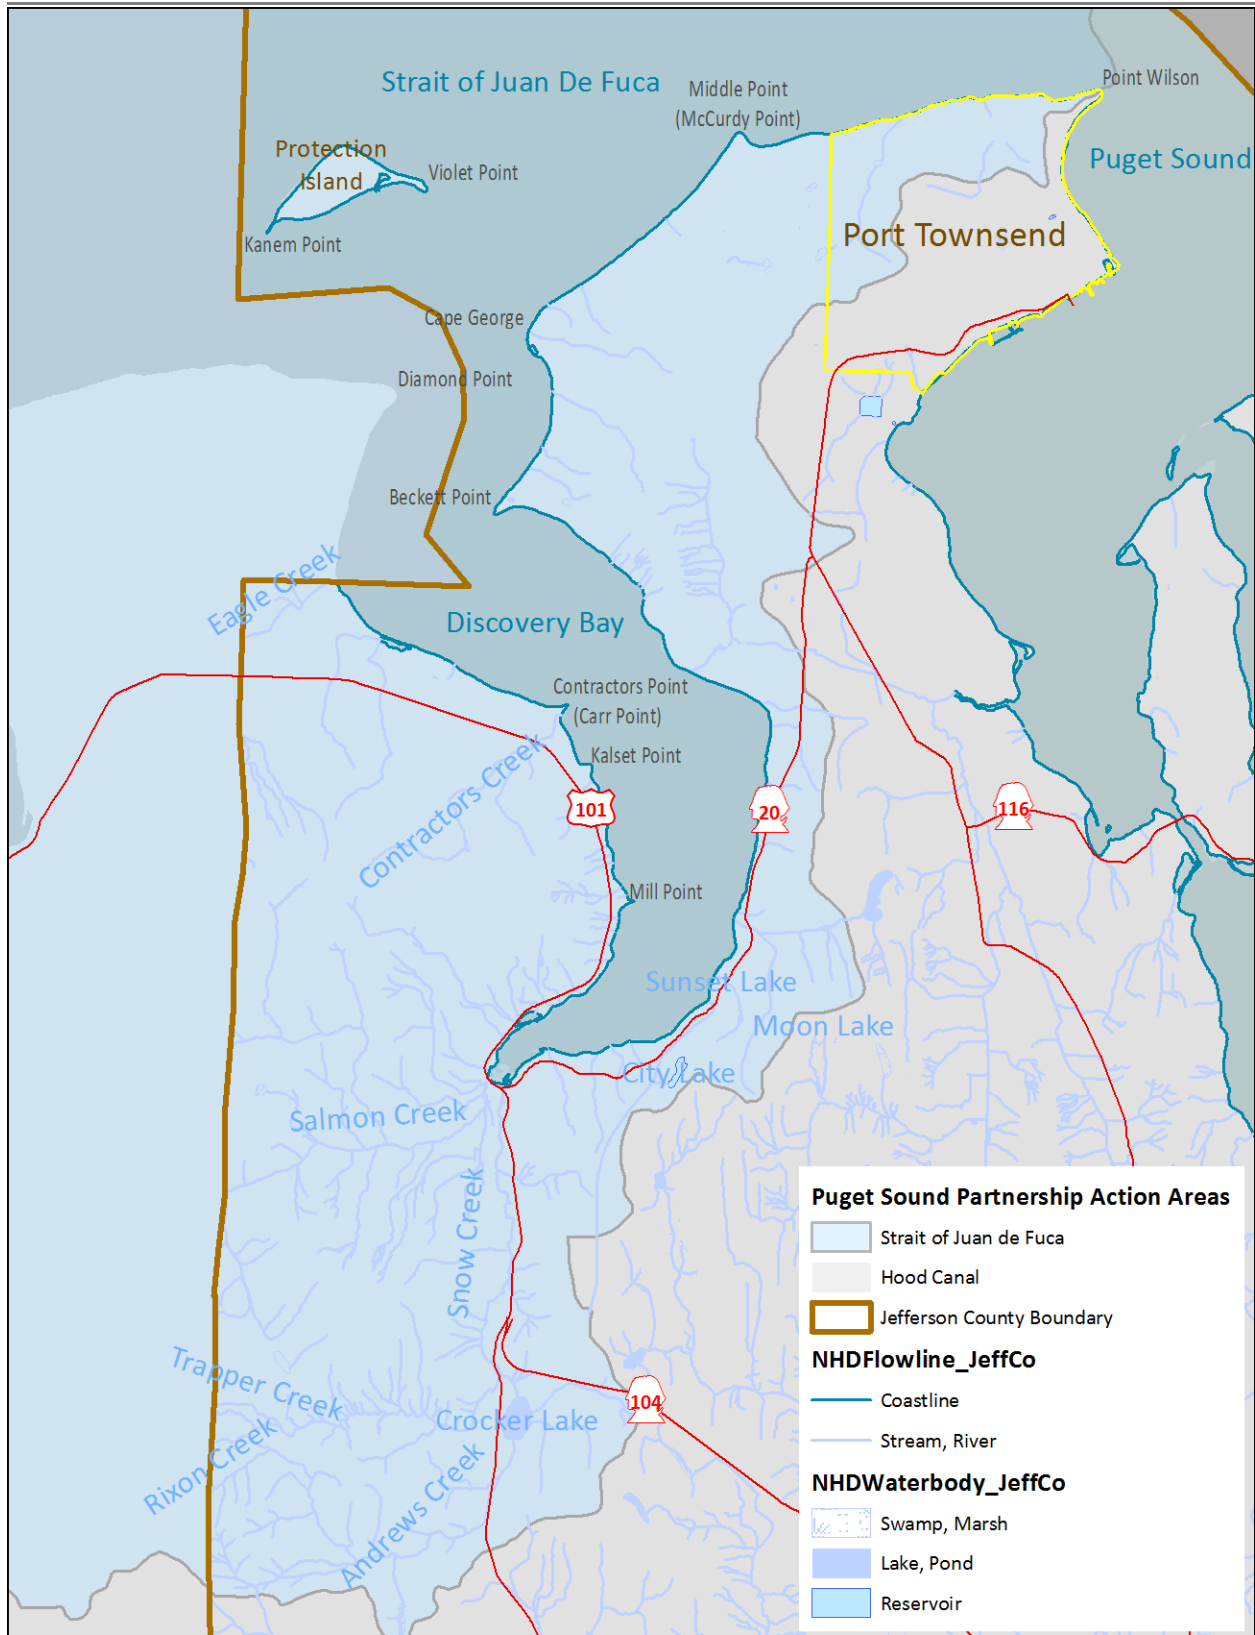 Strait of Juan De Fuca
Middle Point
(McCurdy Point)
Point Wilson
Protection
Island
Violet Point
Puget Sound
Kanem Point
Port Townsend
Cape George
Diamond Point
Beckett Point
Eagle Creek
Discovery Bay
Contractors Point
(Carr Point)
Kalset Point
Contractors Creek
101
20
116
Mill Point
Sunset Lake
Moon Lake
City Lake
Salmon Creek
Snow Creek
Trapper Creek
104
Crocker Lake
Rixon Creek
Andrews Creek
Puget Sound Partnership Action Areas
Strait of Juan de Fuca
Hood Canal
Jefferson County Boundary
NHDFlowline_JeffCo
Coastline
Stream, River
NHDWaterbody_JeffCo
Swamp, Marsh
Lake, Pond
Reservoir